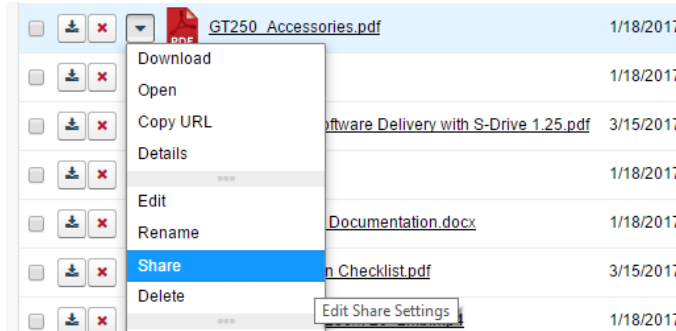 GT250_Accessories.pdf 1/18/2017
PDF
Download
1/18/2017
Open
Copy URL
oftware Delivery with S-Drive 1.25.pdf 3/15/2017
Details
1/18/2017
Edit
Documentation.docx 1/18/2017
Rename
Share
n Checklist.pdf 3/15/2017
Delete
Edit Share Settings
1/18/2017